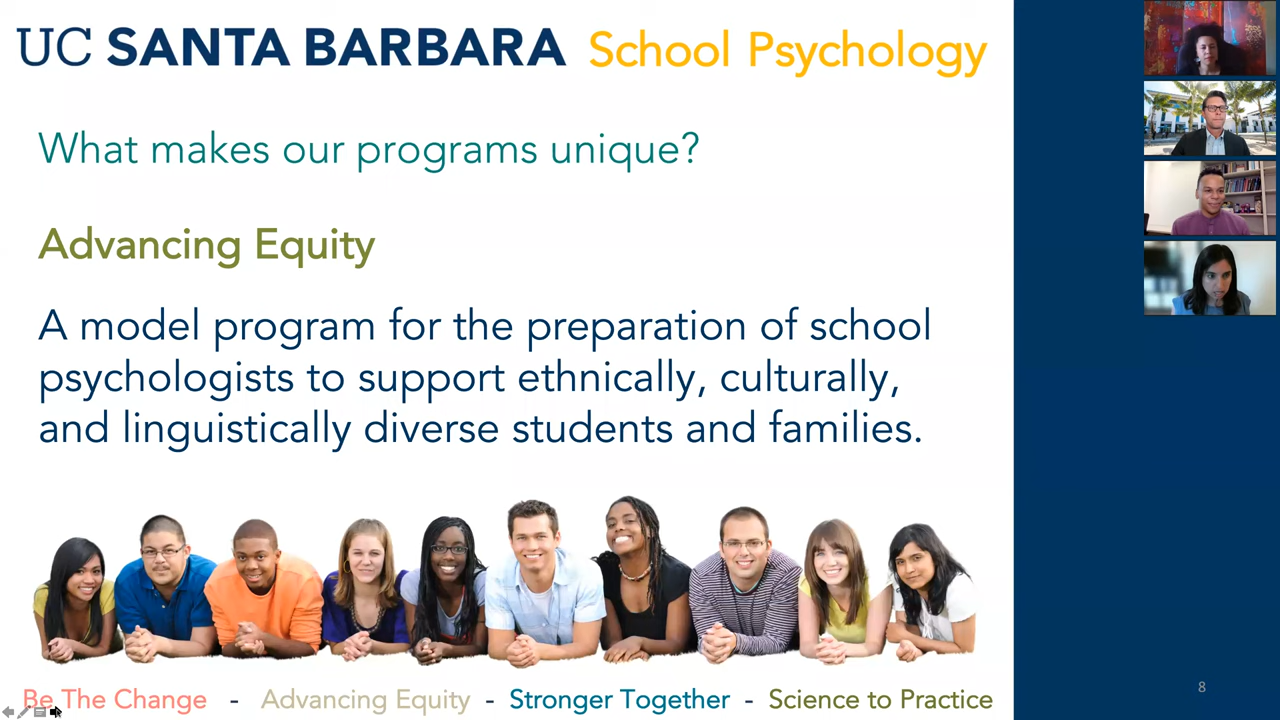 UC SANTA BARBARA School Psychology
What makes our programs unique?
Advancing Equity
A model program for the preparation of school
psychologists to support ethnically, culturally,
and linguistically diverse students and families.
8
Be The Change - Advancing Equity - Stronger Together - Science to Practice